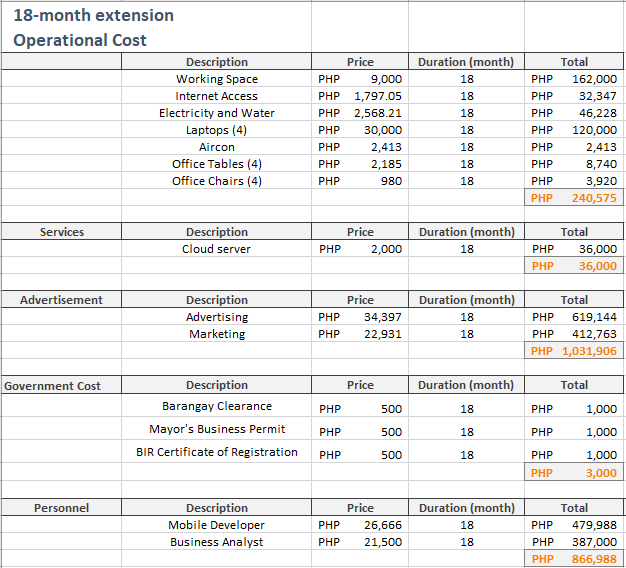 18-month extension
Operational Cost
Description Price Duration (month) Total
Working Space PHP 9,000 18 PHP 162,000
Internet Access PHP 1,797.05 18 PHP 32,347
Electricity and Water PHP 2,568.21 18 PHP 46,228
Laptops (4) PHP 30,000 18 PHP 120,000
Aircon PHP 2,413 18 PHP 2,413
Office Tables (4) PHP 2,185 18 PHP 8,740
Office Chairs (4) PHP 980 18 PHP 3,920
PHP 240,575
Services Description Price Duration (month) Total
Cloud server PHP 2,000 18 PHP 36,000
PHP 36,000
Advertisement Description Price Duration (month) Total
Advertising PHP 34,397 18 PHP 619,144
Marketing PHP 22,931 18 PHP 412,763
PHP 1,031,906
Government Cost Description Price Duration (month) Total
Barangay Clearance PHP 500 18 PHP 1,000
Mayor's Business Permit PHP 500 18 PHP 1,000
BIR Certificate of Registration PHP 500 18 PHP 1,000
PHP 3,000
Personnel Description Price Duration (month) Total
Mobile Developer PHP 26,666 18 PHP 479,988
Business Analyst PHP 21,500 18 PHP 387,000
PHP 866,988